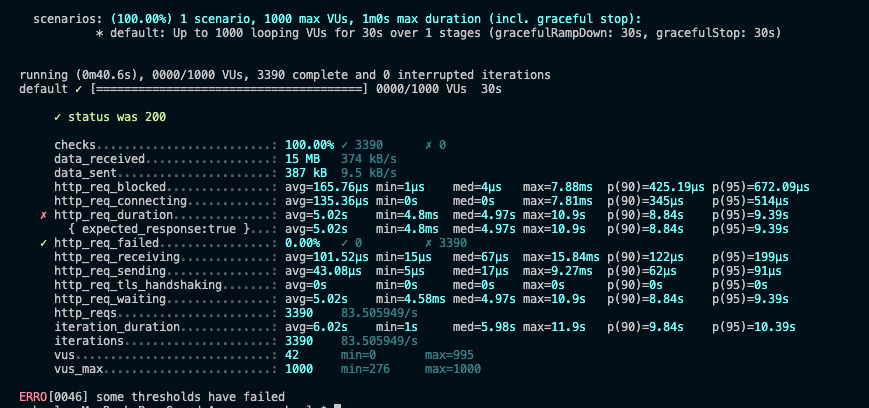 scenarios: (100.00%) 1 scenario, 1000 max VUs, 1m0s max duration (incl. graceful stop):
* default: Up to 1000 looping VUs for 30s over 1 stages (gracefulRampDown: 30s, gracefulStop: 30s)
running (0m40.6s), 0000/1000 VUs, 3390 complete and 0 interrupted iterations
default ✓ [======================================] 0000/1000 VUs  30s
✓ status was 200
checks.........................: 100.00% ✓ 3390 ✗ 0
data_received..................: 15 MB 374 kB/s
data_sent......................: 387 kB 9.5 kB/s
http_req_blocked...............: avg=165.76µs min=1µs med=4µs max=7.88ms p(90)=425.19µs p(95)=672.09µs
http_req_connecting............: avg=135.36µs min=0s med=0s max=7.81ms p(90)=345µs p(95)=514µs
✗ http_req_duration..............: avg=5.02s min=4.8ms med=4.97s max=10.9s p(90)=8.84s p(95)=9.39s
{ expected_response:true }...: avg=5.02s min=4.8ms med=4.97s max=10.9s p(90)=8.84s p(95)=9.39s
✓ http_req_failed................: 0.00% ✓ 0 ✗ 3390
http_req_receiving.............: avg=101.52µs min=15µs med=67µs max=15.84ms p(90)=122µs p(95)=199µs
http_req_sending...............: avg=43.08µs min=5µs med=17µs max=9.27ms p(90)=62µs p(95)=91µs
http_req_tls_handshaking.......: avg=0s min=0s med=0s max=0s p(90)=0s p(95)=0s
http_req_waiting...............: avg=5.02s min=4.58ms med=4.97s max=10.9s p(90)=8.84s p(95)=9.39s
http_reqs......................: 3390 83.505949/s
iteration_duration.............: avg=6.02s min=1s med=5.98s max=11.9s p(90)=9.84s p(95)=10.39s
iterations.....................: 3390 83.505949/s
vus............................: 42 min=0 max=995
vus_max........................: 1000 min=276 max=1000
ERRO[0046] some thresholds have failed